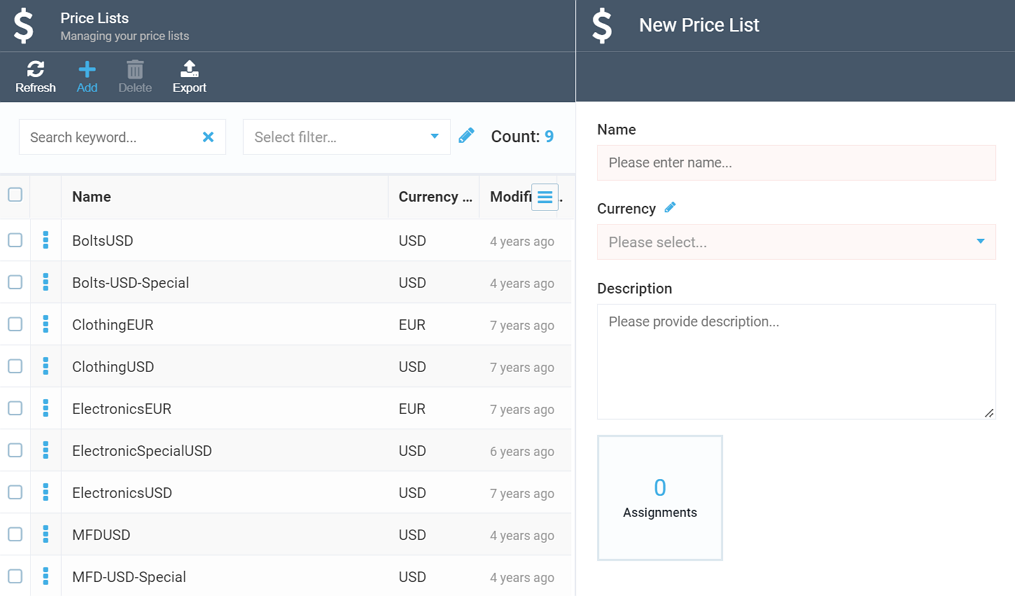 Price Lists
Managing your price lists
Refresh Add Delete Export
Search keyword... Select filter... Count: 9
Name Currency ... Modifi .
BoltsUSD USD 4 years ago
Bolts-USD-Special USD 4 years ago
ClothingEUR EUR 7 years ago
ClothingUSD USD 7 years ago
ElectronicsEUR EUR 7 years ago
ElectronicSpecialUSD USD 6 years ago
ElectronicsUSD USD 7 years ago
MFDUSD USD 4 years ago
MFD-USD-Special USD 4 years ago
New Price List
Name
Please enter name...
Currency
Please select...
Description
Please provide description...
0
Assignments